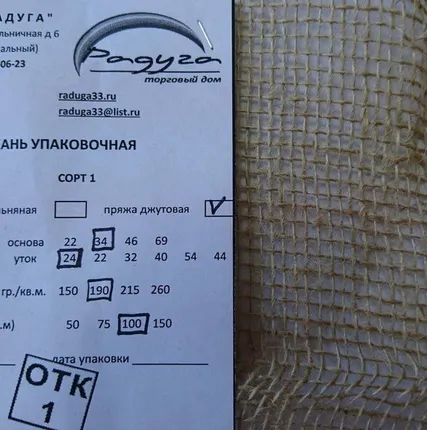 АДУГА"
льничная д 6
альный)
06-23
Радуга
торговый дом
raduga33.ru
raduga33@list.ru
АНЬ УПАКОВОЧНАЯ
СОРТ 1
ьняная пряжа джутовая
основа 22 34 46 69
уток 24 22 32 40 54 44
гр./кв.м. 150 190 215 260
.м) 50 75 100 150
дата упаковки
ОТК
1